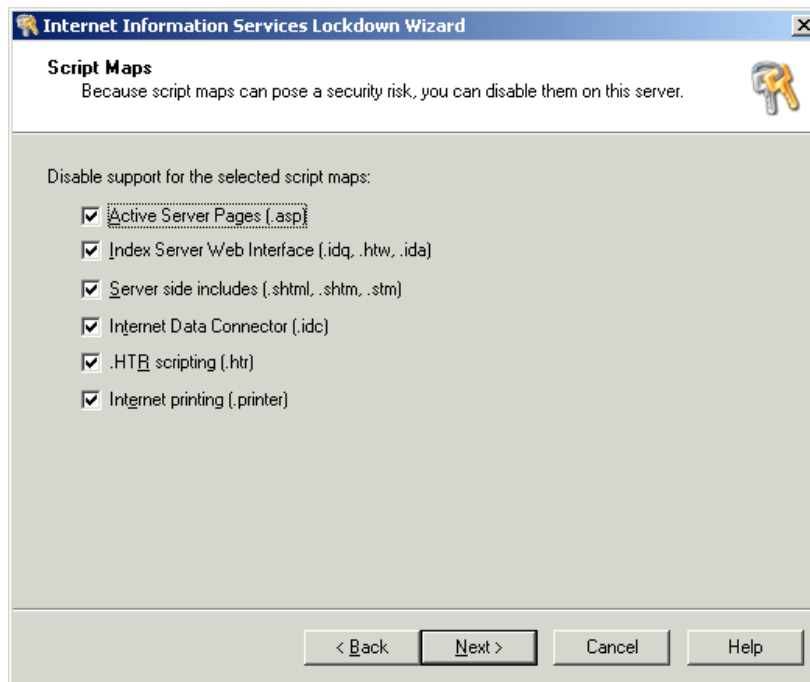 Internet Information Services Lockdown Wizard
Script Maps
Because script maps can pose a security risk, you can disable them on this server.
Disable support for the selected script maps:
Active Server Pages (.asp)
Index Server Web Interface (.idq, .htw, .ida)
Server side includes (.shtml, .shtm, .stm)
Internet Data Connector (.idc)
.HTR scripting (.htr)
Internet printing (.printer)
< Back Next > Cancel Help